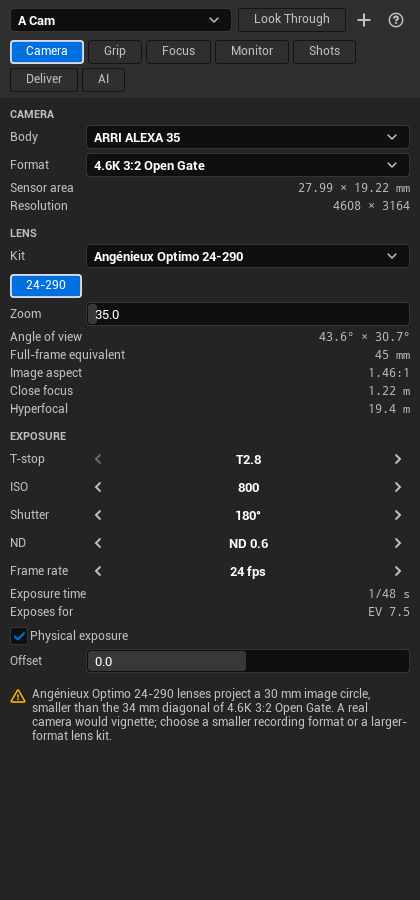 A Cam
Look Through
Camera
Grip
Focus
Monitor
Shots
Deliver
AI
CAMERA
Body
ARRI ALEXA 35
Format
4.6K 3:2 Open Gate
Sensor area
27.99 × 19.22 mm
Resolution
4608 × 3164
LENS
Kit
Angénieux Optimo 24-290
24-290
Zoom
35.0
Angle of view
43.6° × 30.7°
Full-frame equivalent
45 mm
Image aspect
1.46:1
Close focus
1.22 m
Hyperfocal
19.4 m
EXPOSURE
T-stop
T2.8
ISO
800
Shutter
180°
ND
ND 0.6
Frame rate
24 fps
Exposure time
1/48 s
Exposes for
EV 7.5
Physical exposure
Offset
0.0
Angénieux Optimo 24-290 lenses project a 30 mm image circle,
smaller than the 34 mm diagonal of 4.6K 3:2 Open Gate. A real
camera would vignette; choose a smaller recording format or a larger-
format lens kit.